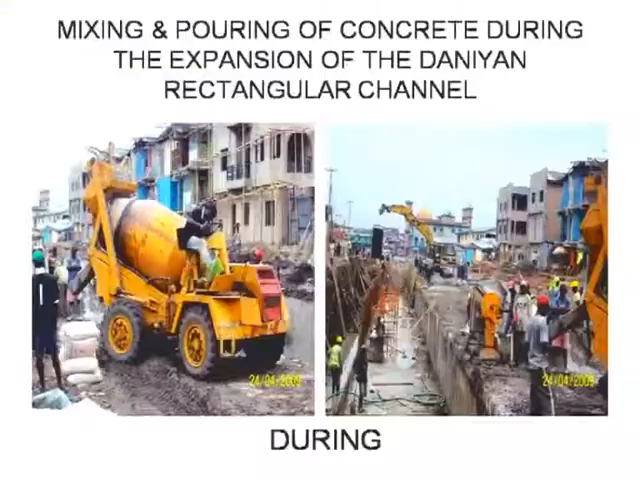 MIXING & POURING OF CONCRETE DURING
THE EXPANSION OF THE DANIYAN
RECTANGULAR CHANNEL
24/04/2009
24/04/2009
DURING